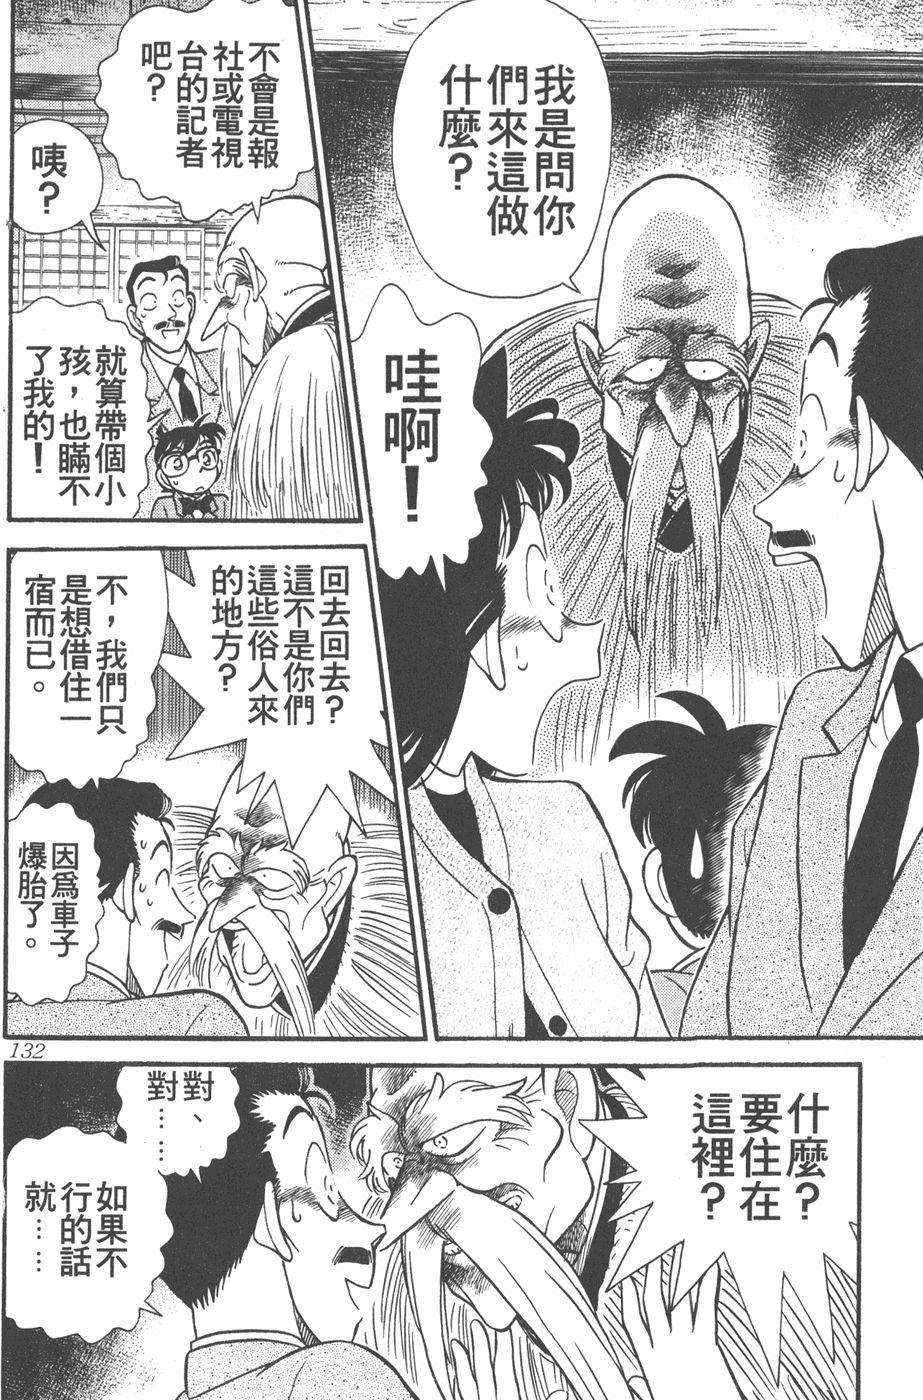 我是問你
們來這做
什麼？
哇啊！
不會是報
社或電視
台的記者
吧？
咦？
就算帶個小
孩，也瞞不
了我的！
回去回去？
這不是你們
這些俗人來
的地方？
不，我們只
是想借住一
宿而已。
因爲車子
爆胎了。
132
什麼？
要住在
這裡？
對、
對……
如果不
行的話
就……